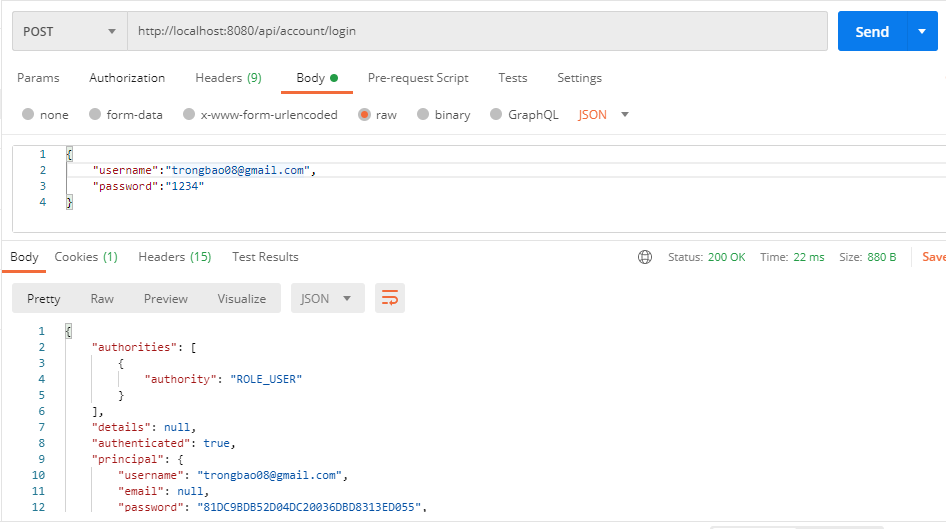 POST http://localhost:8080/api/account/login Send
Params Authorization Headers (9) Body Pre-request Script Tests Settings
none form-data x-www-form-urlencoded raw binary GraphQL JSON
1 {
2 "username":"trongbao08@gmail.com",
3 "password":"1234"
4 }
Body Cookies (1) Headers (15) Test Results Status: 200 OK Time: 22 ms Size: 880 B Save
Pretty Raw Preview Visualize JSON
1 {
2 "authorities": [
3 {
4 "authority": "ROLE_USER"
5 }
6 ],
7 "details": null,
8 "authenticated": true,
9 "principal": {
10 "username": "trongbao08@gmail.com",
11 "email": null,
12 "password": "81DC9BDB52D04DC20036DBD8313ED055",